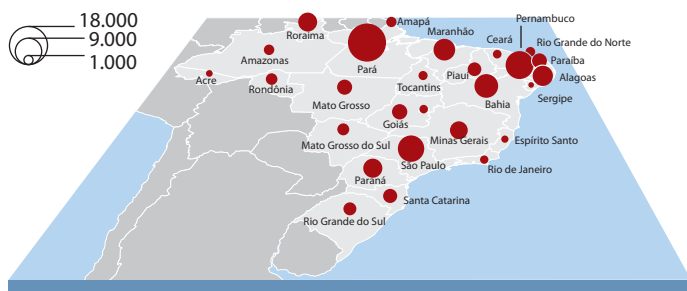 18.000
9.000
1.000
Pernambuco
Amapá
Roraima
Maranhão
Ceará
Rio Grande do Norte
Amazonas
Pará
Paraíba
Acre
Rondônia
Tocantins
Piauí
Alagoas
Mato Grosso
Bahia
Sergipe
Goiás
Mato Grosso do Sul
Minas Gerais
Espírito Santo
São Paulo
Rio de Janeiro
Paraná
Santa Catarina
Rio Grande do Sul